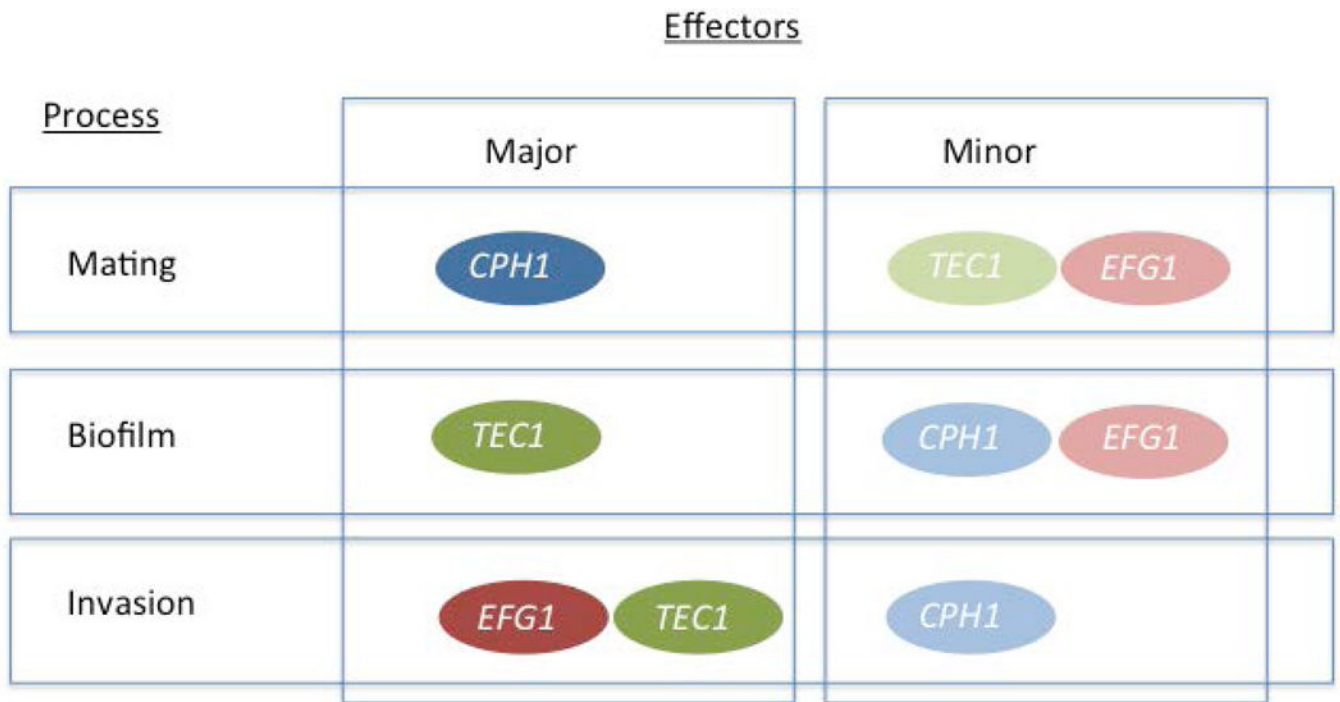 Effectors
Process
Major Minor
Mating CPH1 TEC1 EFG1
Biofilm TEC1 CPH1 EFG1
Invasion EFG1 TEC1 CPH1